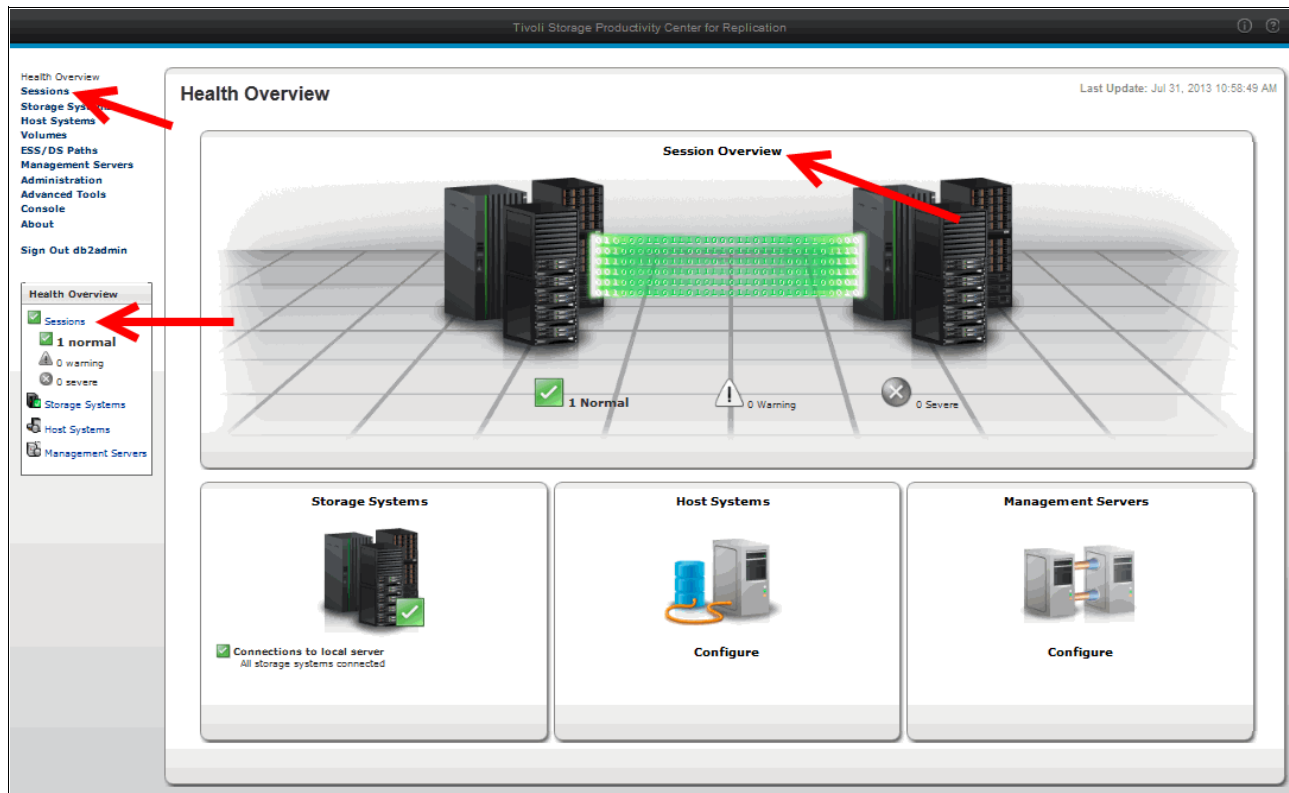 Tivoli Storage Productivity Center for Replication
Health Overview
Sessions
Storage Systems
Host Systems
Volumes
ESS/DS Paths
Management Servers
Administration
Advanced Tools
Console
About
Sign Out db2admin
Health Overview
Sessions
1 normal
0 warning
0 severe
Storage Systems
Host Systems
Management Servers
Health Overview
Last Update: Jul 31, 2013 10:58:49 AM
Session Overview
1 Normal
0 Warning
0 Severe
Storage Systems
Connections to local server
All storage systems connected
Host Systems
Configure
Management Servers
Configure